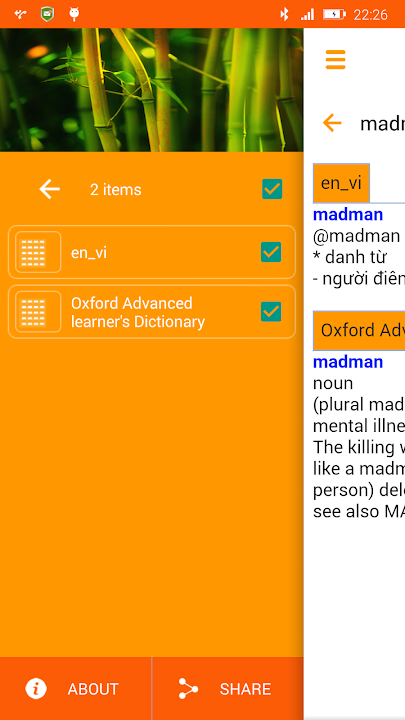 22:26
2 items
en_vi
Oxford Advanced
learner's Dictionary
ABOUT
SHARE
madm
en_vi
madman
@madman
* danh từ
- người điên
Oxford Adv
madman
noun
(plural mad
mental illne
The killing w
like a madm
person) del
see also MA